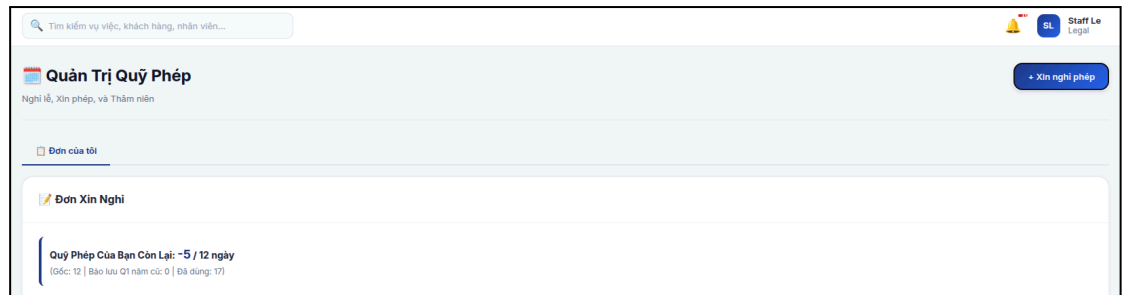 Tìm kiếm vụ việc, khách hàng, nhân viên...
SL
Staff Le
Legal
Quản Trị Quỹ Phép
+ Xin nghỉ phép
Nghỉ lễ, Xin phép, và Thâm niên
Đơn của tôi
Đơn Xin Nghỉ
Quỹ Phép Của Bạn Còn Lại: -5 / 12 ngày
(Gốc: 12 | Bảo lưu Q1 năm cũ: 0 | Đã dùng: 17)